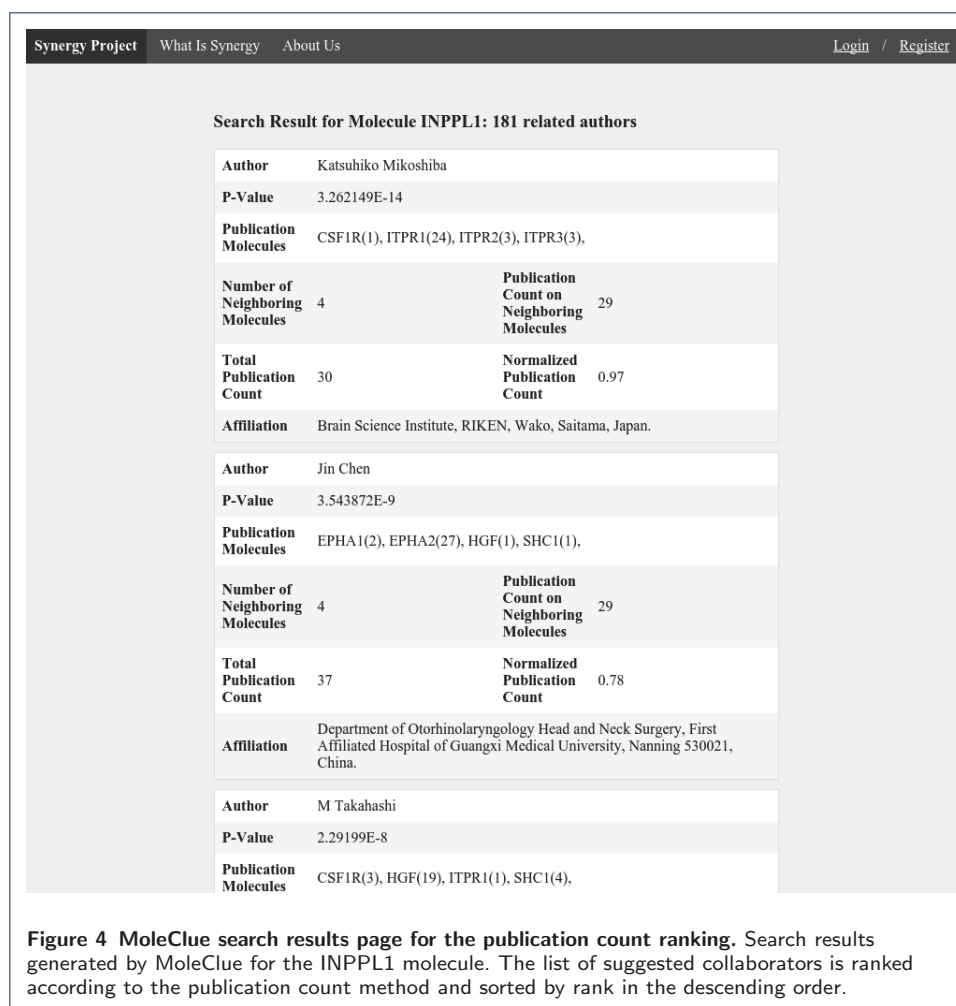 Synergy Project What Is Synergy About Us Login / Register
Search Result for Molecule INPPL1: 181 related authors
Author Katsuhiko Mikoshiba
P-Value 3.262149E-14
Publication
Molecules
CSF1R(1), ITPR1(24), ITPR2(3), ITPR3(3),
Number of
Neighboring
Molecules
4
Publication
Count on
Neighboring
Molecules
29
Total
Publication
Count
30
Normalized
Publication
Count
0.97
Affiliation Brain Science Institute, RIKEN, Wako, Saitama, Japan.
Author Jin Chen
P-Value 3.543872E-9
Publication
Molecules
EPHA1(2), EPHA2(27), HGF(1), SHC1(1),
Number of
Neighboring
Molecules
4
Publication
Count on
Neighboring
Molecules
29
Total
Publication
Count
37
Normalized
Publication
Count
0.78
Affiliation
Department of Otorhinolaryngology Head and Neck Surgery, First
Affiliated Hospital of Guangxi Medical University, Nanning 530021,
China.
Author M Takahashi
P-Value 2.29199E-8
Publication
Molecules
CSF1R(3), HGF(19), ITPR1(1), SHC1(4),
Figure 4 MoleClue search results page for the publication count ranking. Search results
generated by MoleClue for the INPPL1 molecule. The list of suggested collaborators is ranked
according to the publication count method and sorted by rank in the descending order.